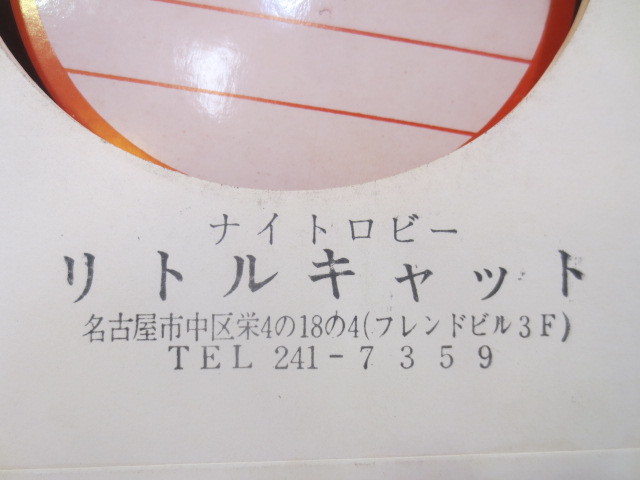 ナイトロビー
リトルキャット
名古屋市中区栄4の18の4(フレンドビル3F)
TEL 241-7359